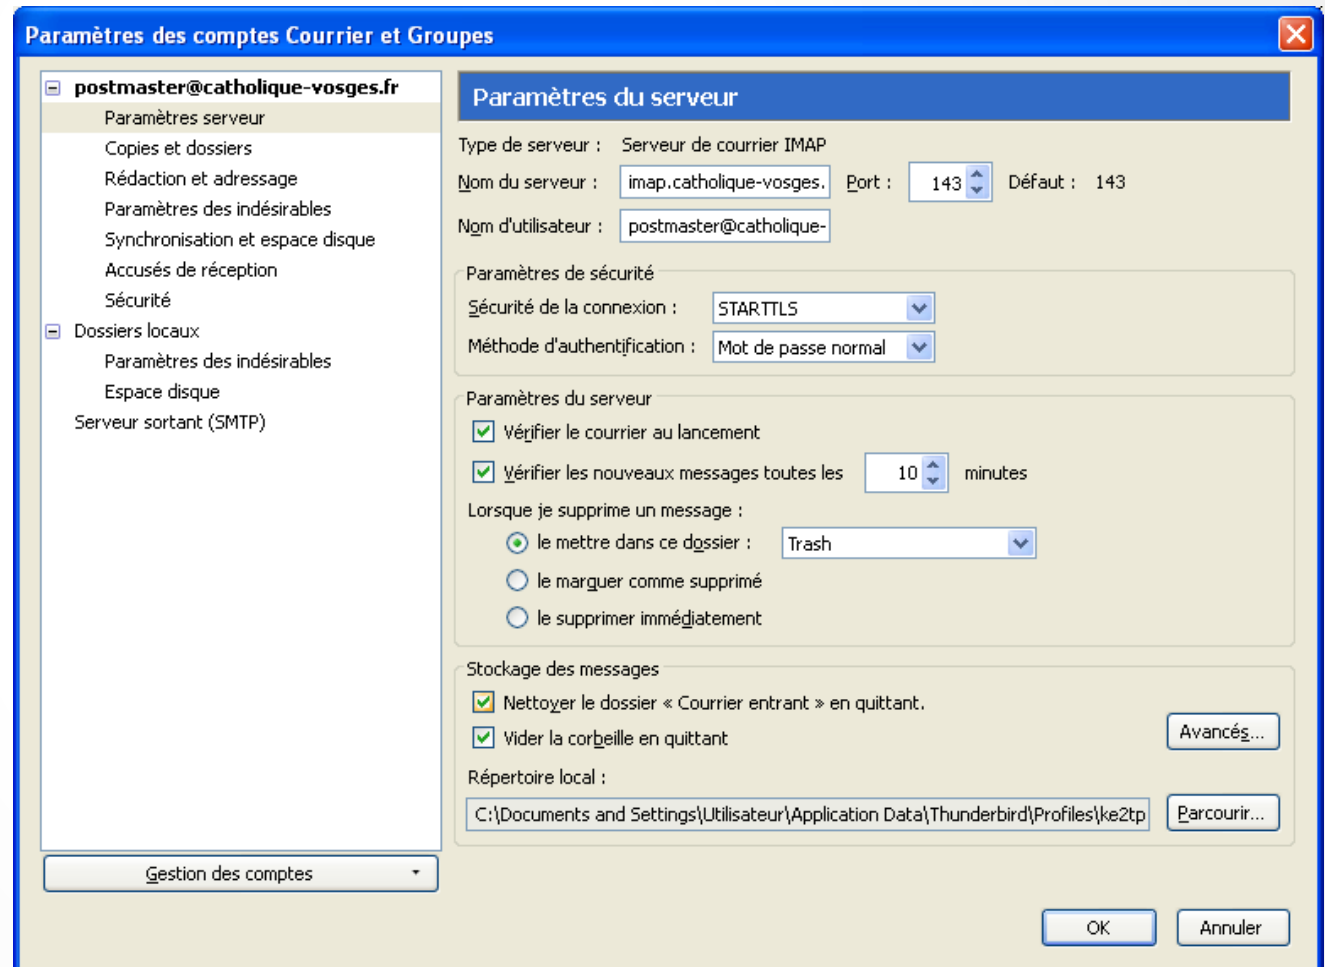 Paramètres des comptes Courrier et Groupes
postmaster@catholique-vosges.fr
Paramètres serveur
Copies et dossiers
Rédaction et adressage
Paramètres des indésirables
Synchronisation et espace disque
Accusés de réception
Sécurité
Dossiers locaux
Paramètres des indésirables
Espace disque
Serveur sortant (SMTP)
Gestion des comptes
Paramètres du serveur
Type de serveur : Serveur de courrier IMAP
Nom du serveur : imap.catholique-vosges. Port : 143 Défaut : 143
Nom d'utilisateur : postmaster@catholique-
Paramètres de sécurité
Sécurité de la connexion : STARTTLS
Méthode d'authentification : Mot de passe normal
Paramètres du serveur
Vérifier le courrier au lancement
Vérifier les nouveaux messages toutes les 10 minutes
Lorsque je supprime un message :
le mettre dans ce dossier : Trash
le marquer comme supprimé
le supprimer immédiatement
Stockage des messages
Nettoyer le dossier « Courrier entrant » en quittant.
Vider la corbeille en quittant
Avancés...
Répertoire local :
C:\Documents and Settings\Utilisateur\Application Data\Thunderbird\Profiles\ke2tp
Parcourir...
OK Annuler